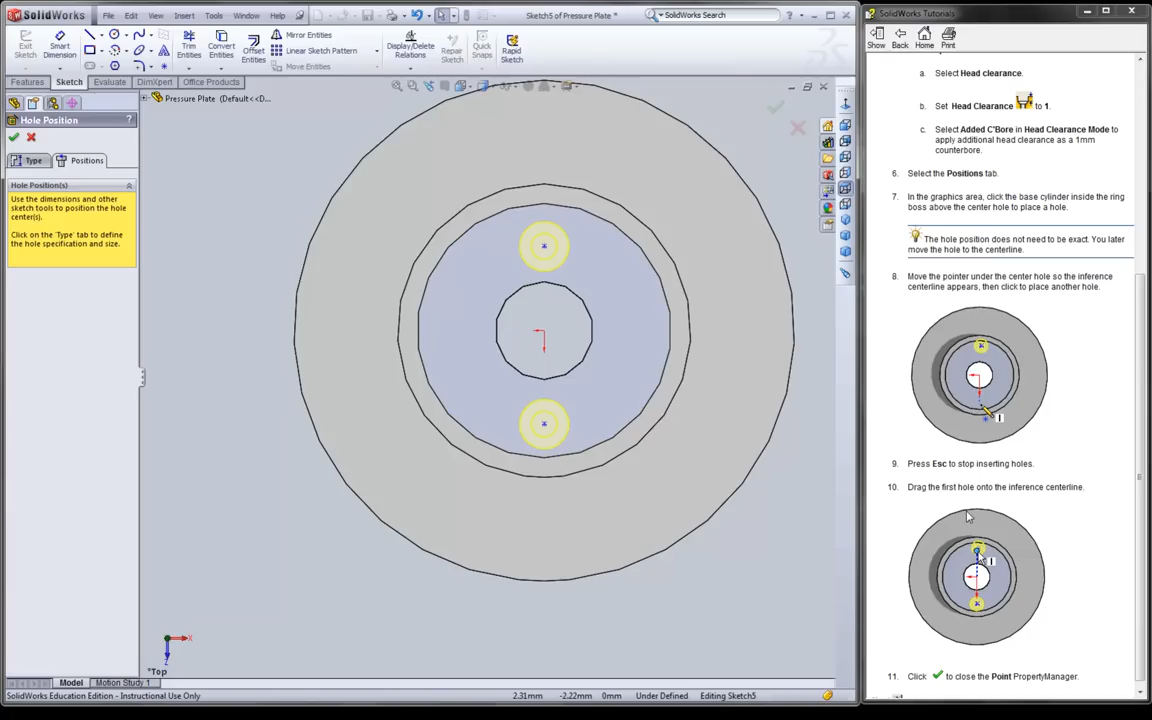 SolidWorks
File Edit View Insert Tools Window Help
Sketch5 of Pressure Plate *
SolidWorks Search
SolidWorks Tutorials
Exit Sketch
Smart Dimension
Trim Entities
Convert Entities
Offset Entities
Mirror Entities
Linear Sketch Pattern
Move Entities
Display/Delete Relations
Repair Sketch
Quick Snaps
Rapid Sketch
Show Back Home Print
Features Sketch Evaluate DimXpert Office Products
Pressure Plate (Default<<D...
Hole Position ?
Type Positions
Hole Position(s)
Use the dimensions and other
sketch tools to position the hole
center(s).
Click on the 'Type' tab to define
the hole specification and size.
a. Select Head clearance.
b. Set Head Clearance to 1.
c. Select Added C'Bore in Head Clearance Mode to
apply additional head clearance as a 1mm
counterbore.
6. Select the Positions tab.
7. In the graphics area, click the base cylinder inside the ring
boss above the center hole to place a hole.
The hole position does not need to be exact. You later
move the hole to the centerline.
8. Move the pointer under the center hole so the inference
centerline appears, then click to place another hole.
9. Press Esc to stop inserting holes.
10. Drag the first hole onto the inference centerline.
11. Click to close the Point PropertyManager.
X
Z
*Top
Model Motion Study 1
SolidWorks Education Edition - Instructional Use Only
2.31mm -2.22mm 0mm Under Defined Editing Sketch5